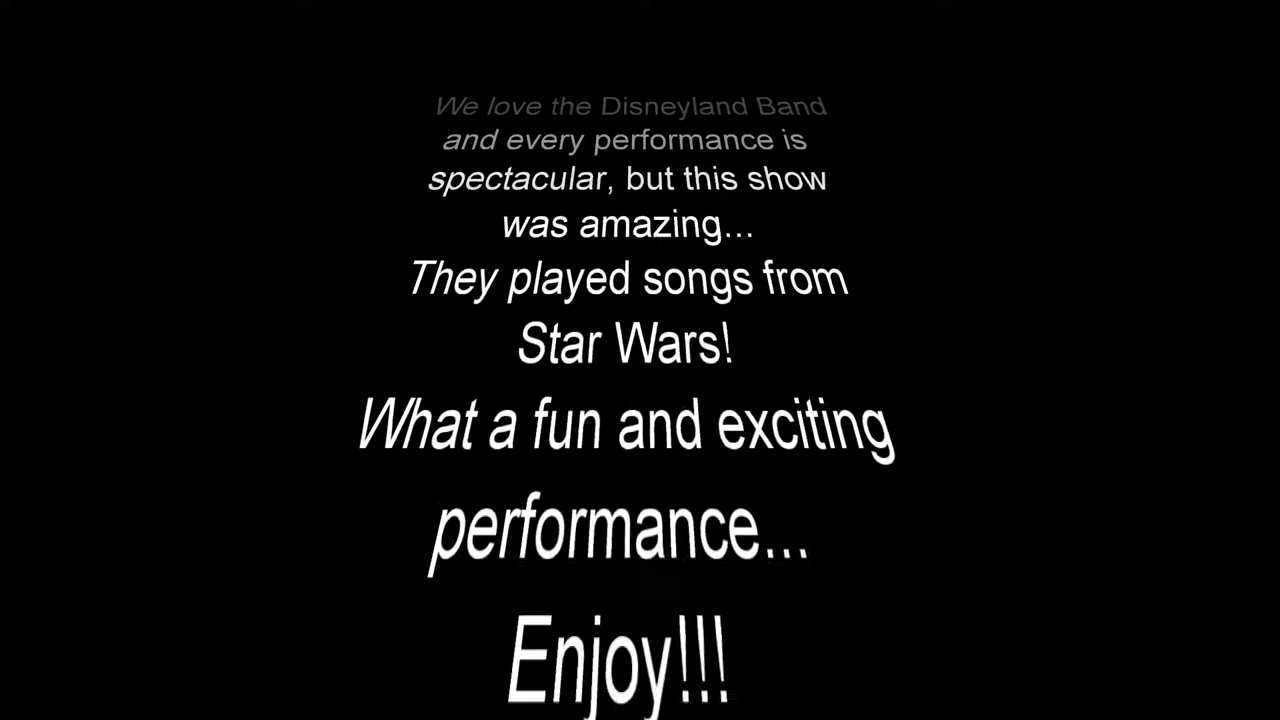 We love the Disneyland Band
and every performance is
spectacular, but this show
was amazing...
They played songs from
Star Wars!
What a fun and exciting
performance...
Enjoy!!!